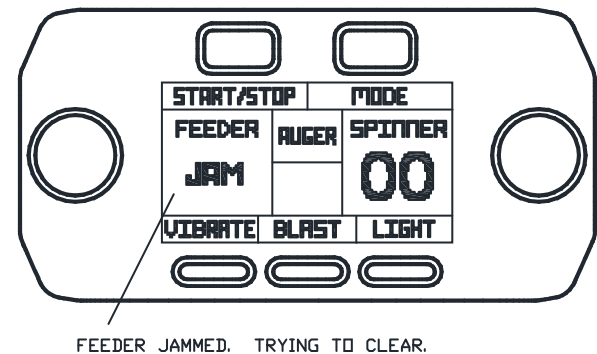 START/STOP MODE
FEEDER AUGER SPINNER
JAM 00
VIBRATE BLAST LIGHT
FEEDER JAMMED. TRYING TO CLEAR.